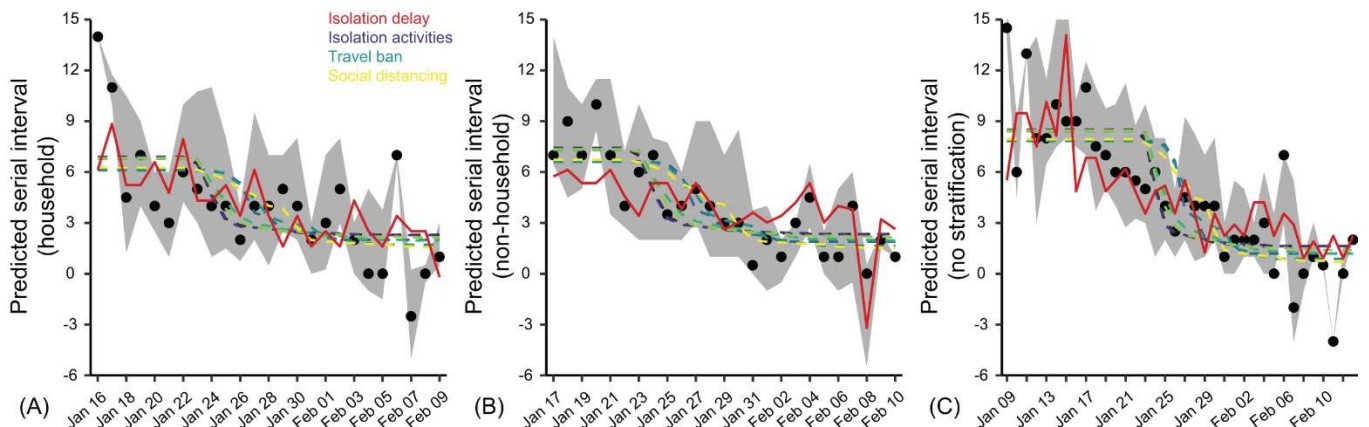 Isolation delay
Isolation activities
Travel ban
Social distancing
Predicted serial interval
(household)
15
12
9
6
3
0
-3
-6
Jan 16
Jan 18
Jan 20
Jan 22
Jan 24
Jan 26
Jan 28
Jan 30
Feb 01
Feb 03
Feb 05
Feb 07
Feb 09
(A)
Predicted serial interval
(non-household)
15
12
9
6
3
0
-3
-6
Jan 17
Jan 19
Jan 21
Jan 23
Jan 25
Jan 27
Jan 29
Jan 31
Feb 02
Feb 04
Feb 06
Feb 08
Feb 10
(B)
Predicted serial interval
(no stratification)
15
12
9
6
3
0
-3
-6
Jan 09
Jan 13
Jan 17
Jan 21
Jan 25
Jan 29
Feb 02
Feb 06
Feb 10
(C)